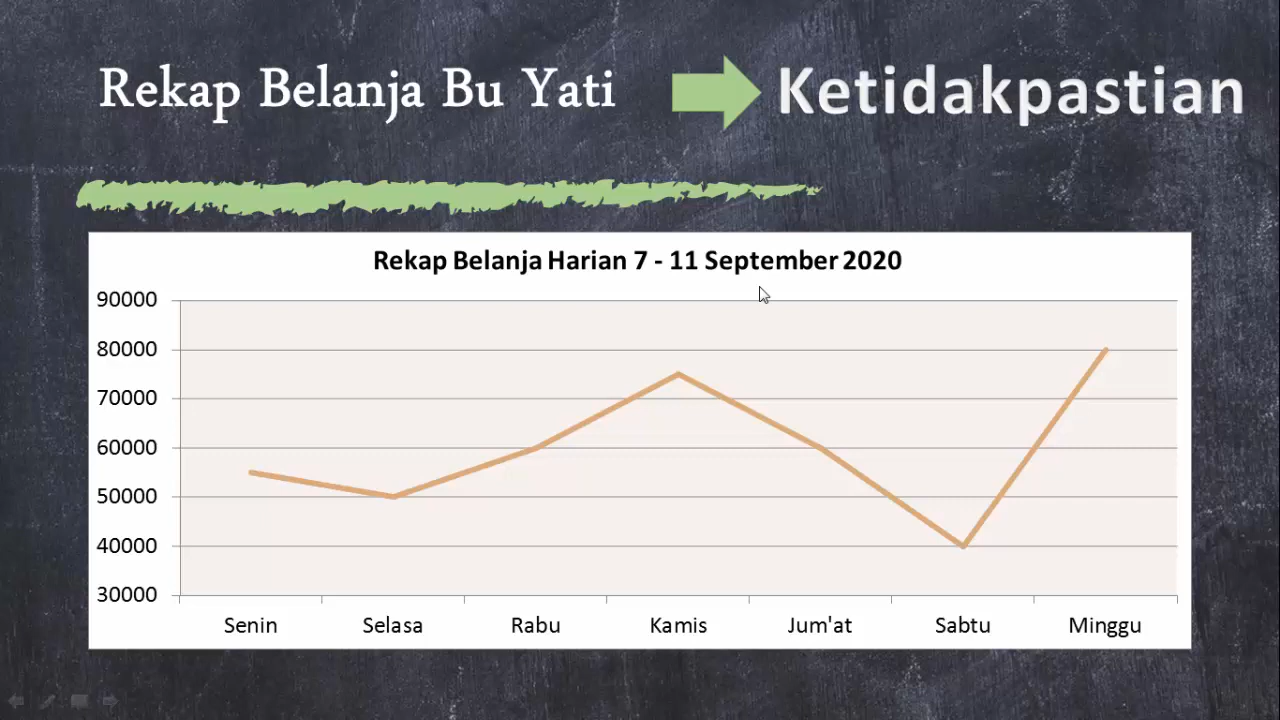 Rekap Belanja Bu Yati
Ketidakpastian
Rekap Belanja Harian 7 - 11 September 2020
90000
80000
70000
60000
50000
40000
30000
Senin Selasa Rabu Kamis Jum'at Sabtu Minggu